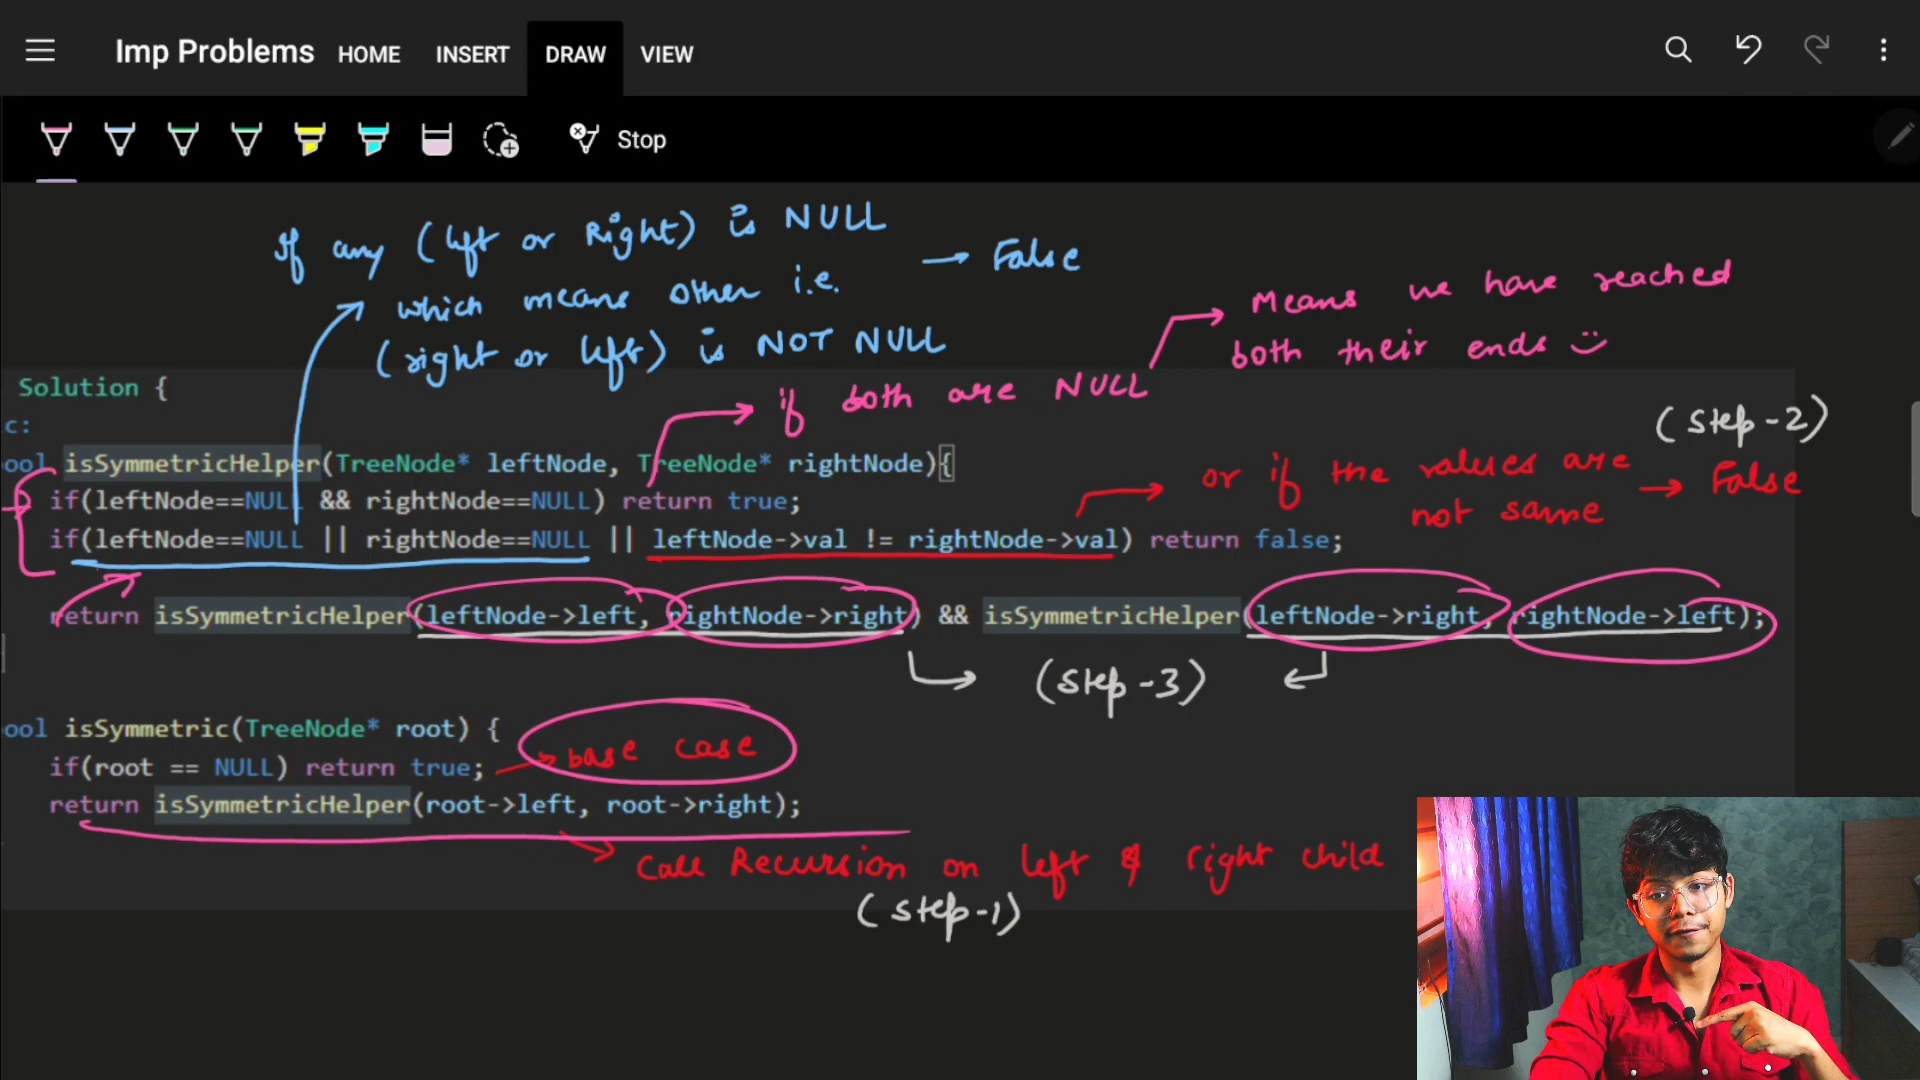 Imp Problems HOME INSERT DRAW VIEW
Stop
If any (left or Right) is NULL
→ False
which means other i.e.
(right or left) is NOT NULL
Means we have reached
both their ends
if both are NULL
Solution {
c:
(Step-2)
ool isSymmetricHelper(TreeNode* leftNode, TreeNode* rightNode){
or if the values are
not same → False
if(leftNode==NULL && rightNode==NULL) return true;
if(leftNode==NULL || rightNode==NULL || leftNode->val != rightNode->val) return false;
return isSymmetricHelper(leftNode->left, rightNode->right) && isSymmetricHelper(leftNode->right, rightNode->left);
(Step-3)
ool isSymmetric(TreeNode* root) {
if(root == NULL) return true;
base case
return isSymmetricHelper(root->left, root->right);
Call Recursion on left & right child
(Step-1)